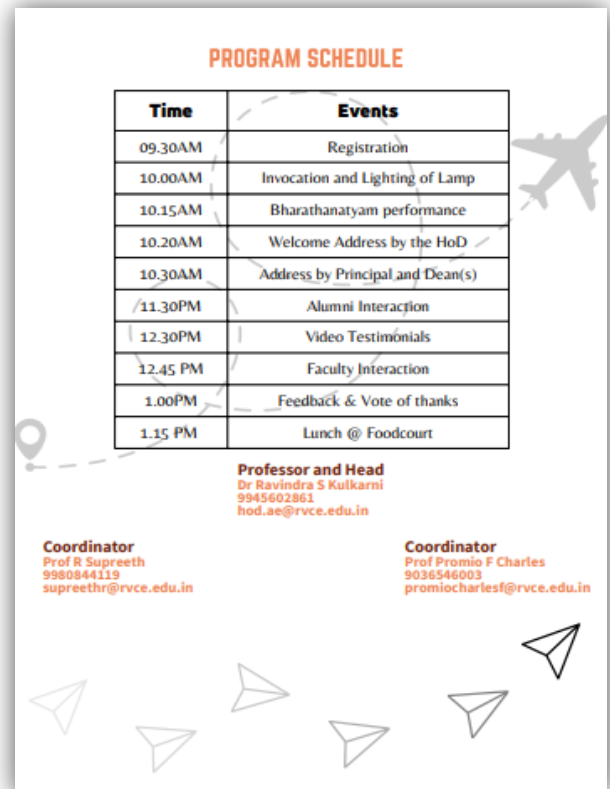 PROGRAM SCHEDULE
Time Events
09.30AM Registration
10.00AM Invocation and Lighting of Lamp
10.15AM Bharathanatyam performance
10.20AM Welcome Address by the HoD
10.30AM Address by Principal and Dean(s)
11.30PM Alumni Interaction
12.30PM Video Testimonials
12.45 PM Faculty Interaction
1.00PM Feedback & Vote of thanks
1.15 PM Lunch @ Foodcourt
Professor and Head
Dr Ravindra S Kulkarni
9945602861
hod.ae@rvce.edu.in
Coordinator
Prof R Supreeth
9980844119
supreethr@rvce.edu.in
Coordinator
Prof Promio F Charles
9036546003
promiocharlesf@rvce.edu.in